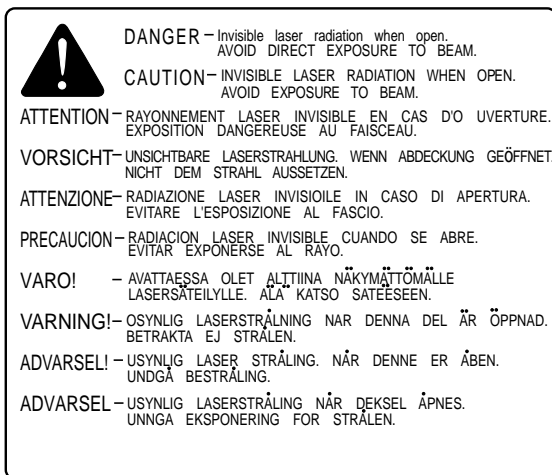 DANGER – Invisible laser radiation when open.
AVOID DIRECT EXPOSURE TO BEAM.
CAUTION – INVISIBLE LASER RADIATION WHEN OPEN.
AVOID EXPOSURE TO BEAM.
ATTENTION – RAYONNEMENT LASER INVISIBLE EN CAS D'O UVERTURE.
EXPOSITION DANGEREUSE AU FAISCEAU.
VORSICHT – UNSICHTBARE LASERSTRAHLUNG. WENN ABDECKUNG GEÖFFNET.
NICHT DEM STRAHL AUSSETZEN.
ATTENZIONE – RADIAZIONE LASER INVISIOILE IN CASO DI APERTURA.
EVITARE L'ESPOSIZIONE AL FASCIO.
PRECAUCION – RADIACION LASER INVISIBLE CUANDO SE ABRE.
EVITAR EXPONERSE AL RAYO.
VARO! – AVATTAESSA OLET ALTTIINA NÄKYMÄTTÖMÄLLE
LASERSÄTEILYLLE. ÄLÄ KATSO SATEËSEEN.
VARNING! – OSYNLIG LASERSTRÅLNING NAR DENNA DEL ÄR ÖPPNAD.
BETRAKTA EJ STRÅLEN.
ADVARSEL! – USYNLIG LASER STRÅLING. NÅR DENNE ER ÅBEN.
UNDGÅ BESTRÅLING.
ADVARSEL – USYNLIG LASERSTRÅLING NÅR DEKSEL ÅPNES.
UNNGA EKSPONERING FOR STRÅLEN.